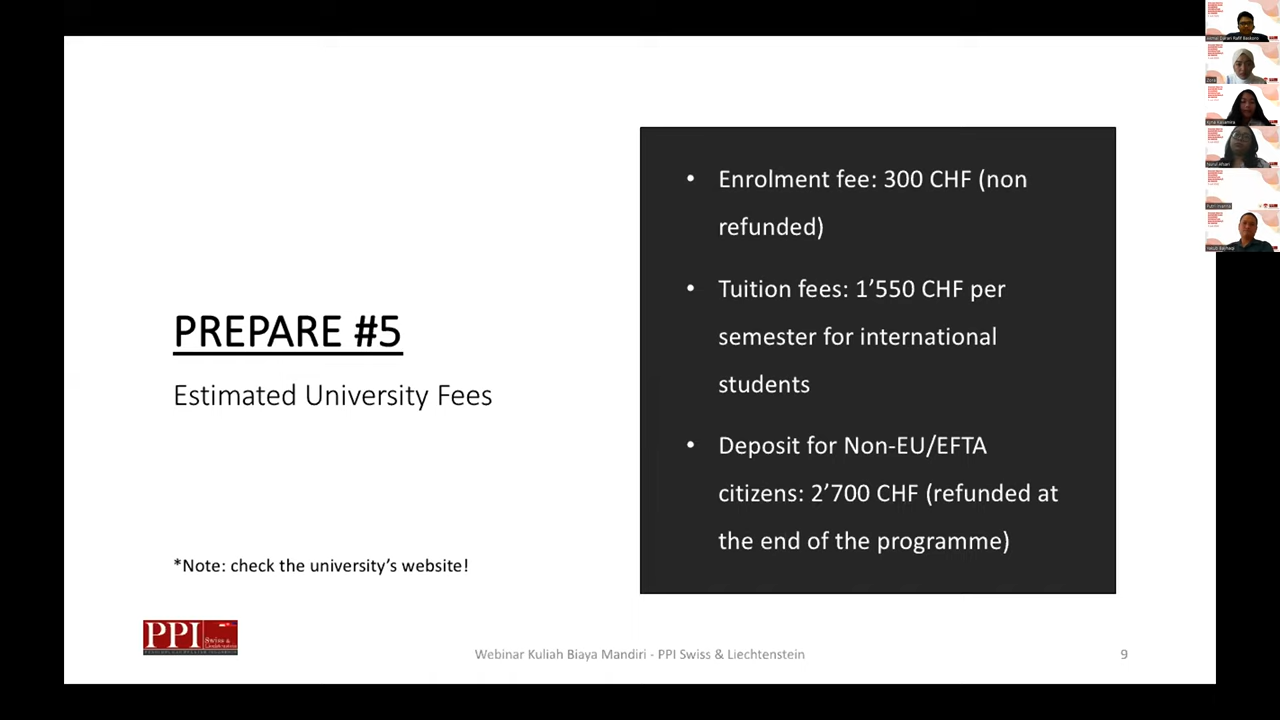 PREPARE #5
Estimated University Fees
*Note: check the university's website!
• Enrolment fee: 300 CHF (non
refunded)
• Tuition fees: 1'550 CHF per
semester for international
students
• Deposit for Non-EU/EFTA
citizens: 2'700 CHF (refunded at
the end of the programme)
PPI Swiss &
Liechtenstein
Webinar Kuliah Biaya Mandiri - PPI Swiss & Liechtenstein
9